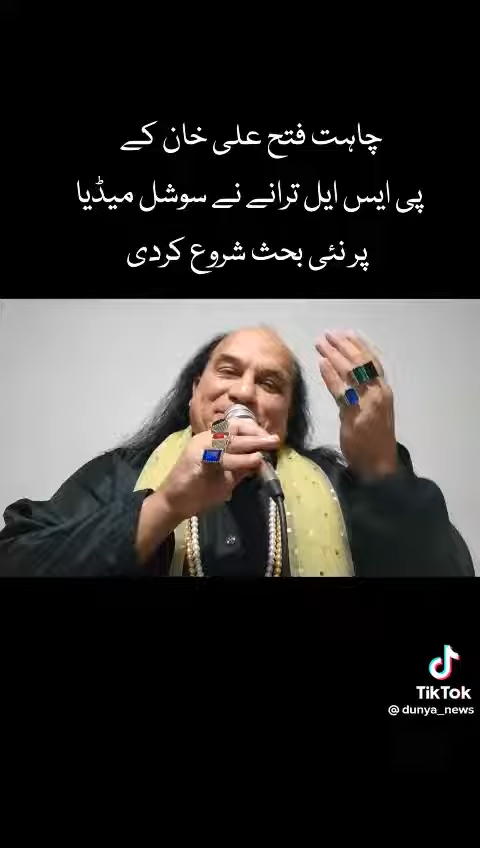 چاہت فتح علی خان کے
پی ایس ایل ترانے نے سوشل میڈیا
پر نئی بحث شروع کردی
TikTok
@ dunya_news